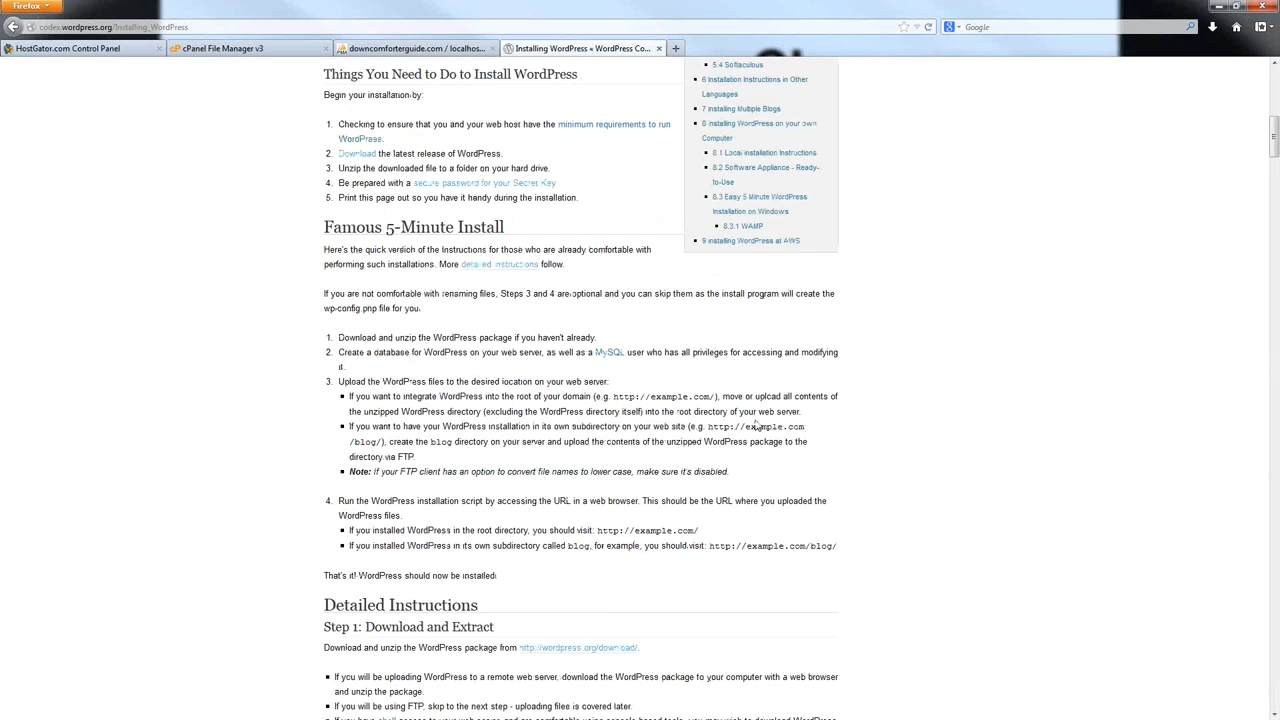 Firefox
codex.wordpress.org/Installing_WordPress
Google
HostGator.com Control Panel
cPanel File Manager v3
downcomforterguide.com / localhos...
Installing WordPress « WordPress Co...
Things You Need to Do to Install WordPress
Begin your installation by:
1. Checking to ensure that you and your web host have the minimum requirements to run
WordPress.
2. Download the latest release of WordPress.
3. Unzip the downloaded file to a folder on your hard drive.
4. Be prepared with a secure password for your Secret Key
5. Print this page out so you have it handy during the installation.
5.4 Softaculous
6 Installation Instructions in Other
Languages
7 Installing Multiple Blogs
8 Installing WordPress on your own
Computer
8.1 Local Installation Instructions
8.2 Software Appliance - Ready-
to-Use
8.3 Easy 5 Minute WordPress
Installation on Windows
8.3.1 WAMP
9 Installing WordPress at AWS
Famous 5-Minute Install
Here's the quick version of the instructions for those who are already comfortable with
performing such installations. More detailed instructions follow.
If you are not comfortable with renaming files, Steps 3 and 4 are optional and you can skip them as the install program will create the
wp-config.php file for you.
1. Download and unzip the WordPress package if you haven't already.
2. Create a database for WordPress on your web server, as well as a MySQL user who has all privileges for accessing and modifying
it.
3. Upload the WordPress files to the desired location on your web server:
If you want to integrate WordPress into the root of your domain (e.g. http://example.com/), move or upload all contents of
the unzipped WordPress directory (excluding the WordPress directory itself) into the root directory of your web server.
If you want to have your WordPress installation in its own subdirectory on your web site (e.g. http://example.com
/blog/), create the blog directory on your server and upload the contents of the unzipped WordPress package to the
directory via FTP.
Note: If your FTP client has an option to convert file names to lower case, make sure it's disabled.
4. Run the WordPress installation script by accessing the URL in a web browser. This should be the URL where you uploaded the
WordPress files.
If you installed WordPress in the root directory, you should visit: http://example.com/
If you installed WordPress in its own subdirectory called blog, for example, you should visit: http://example.com/blog/
That's it! WordPress should now be installed.
Detailed Instructions
Step 1: Download and Extract
Download and unzip the WordPress package from http://wordpress.org/download/.
If you will be uploading WordPress to a remote web server, download the WordPress package to your computer with a web browser
and unzip the package.
If you will be using FTP, skip to the next step - uploading files is covered later.
If you have shell access to your web server, and are comfortable using console-based tools, you may wish to download WordPress